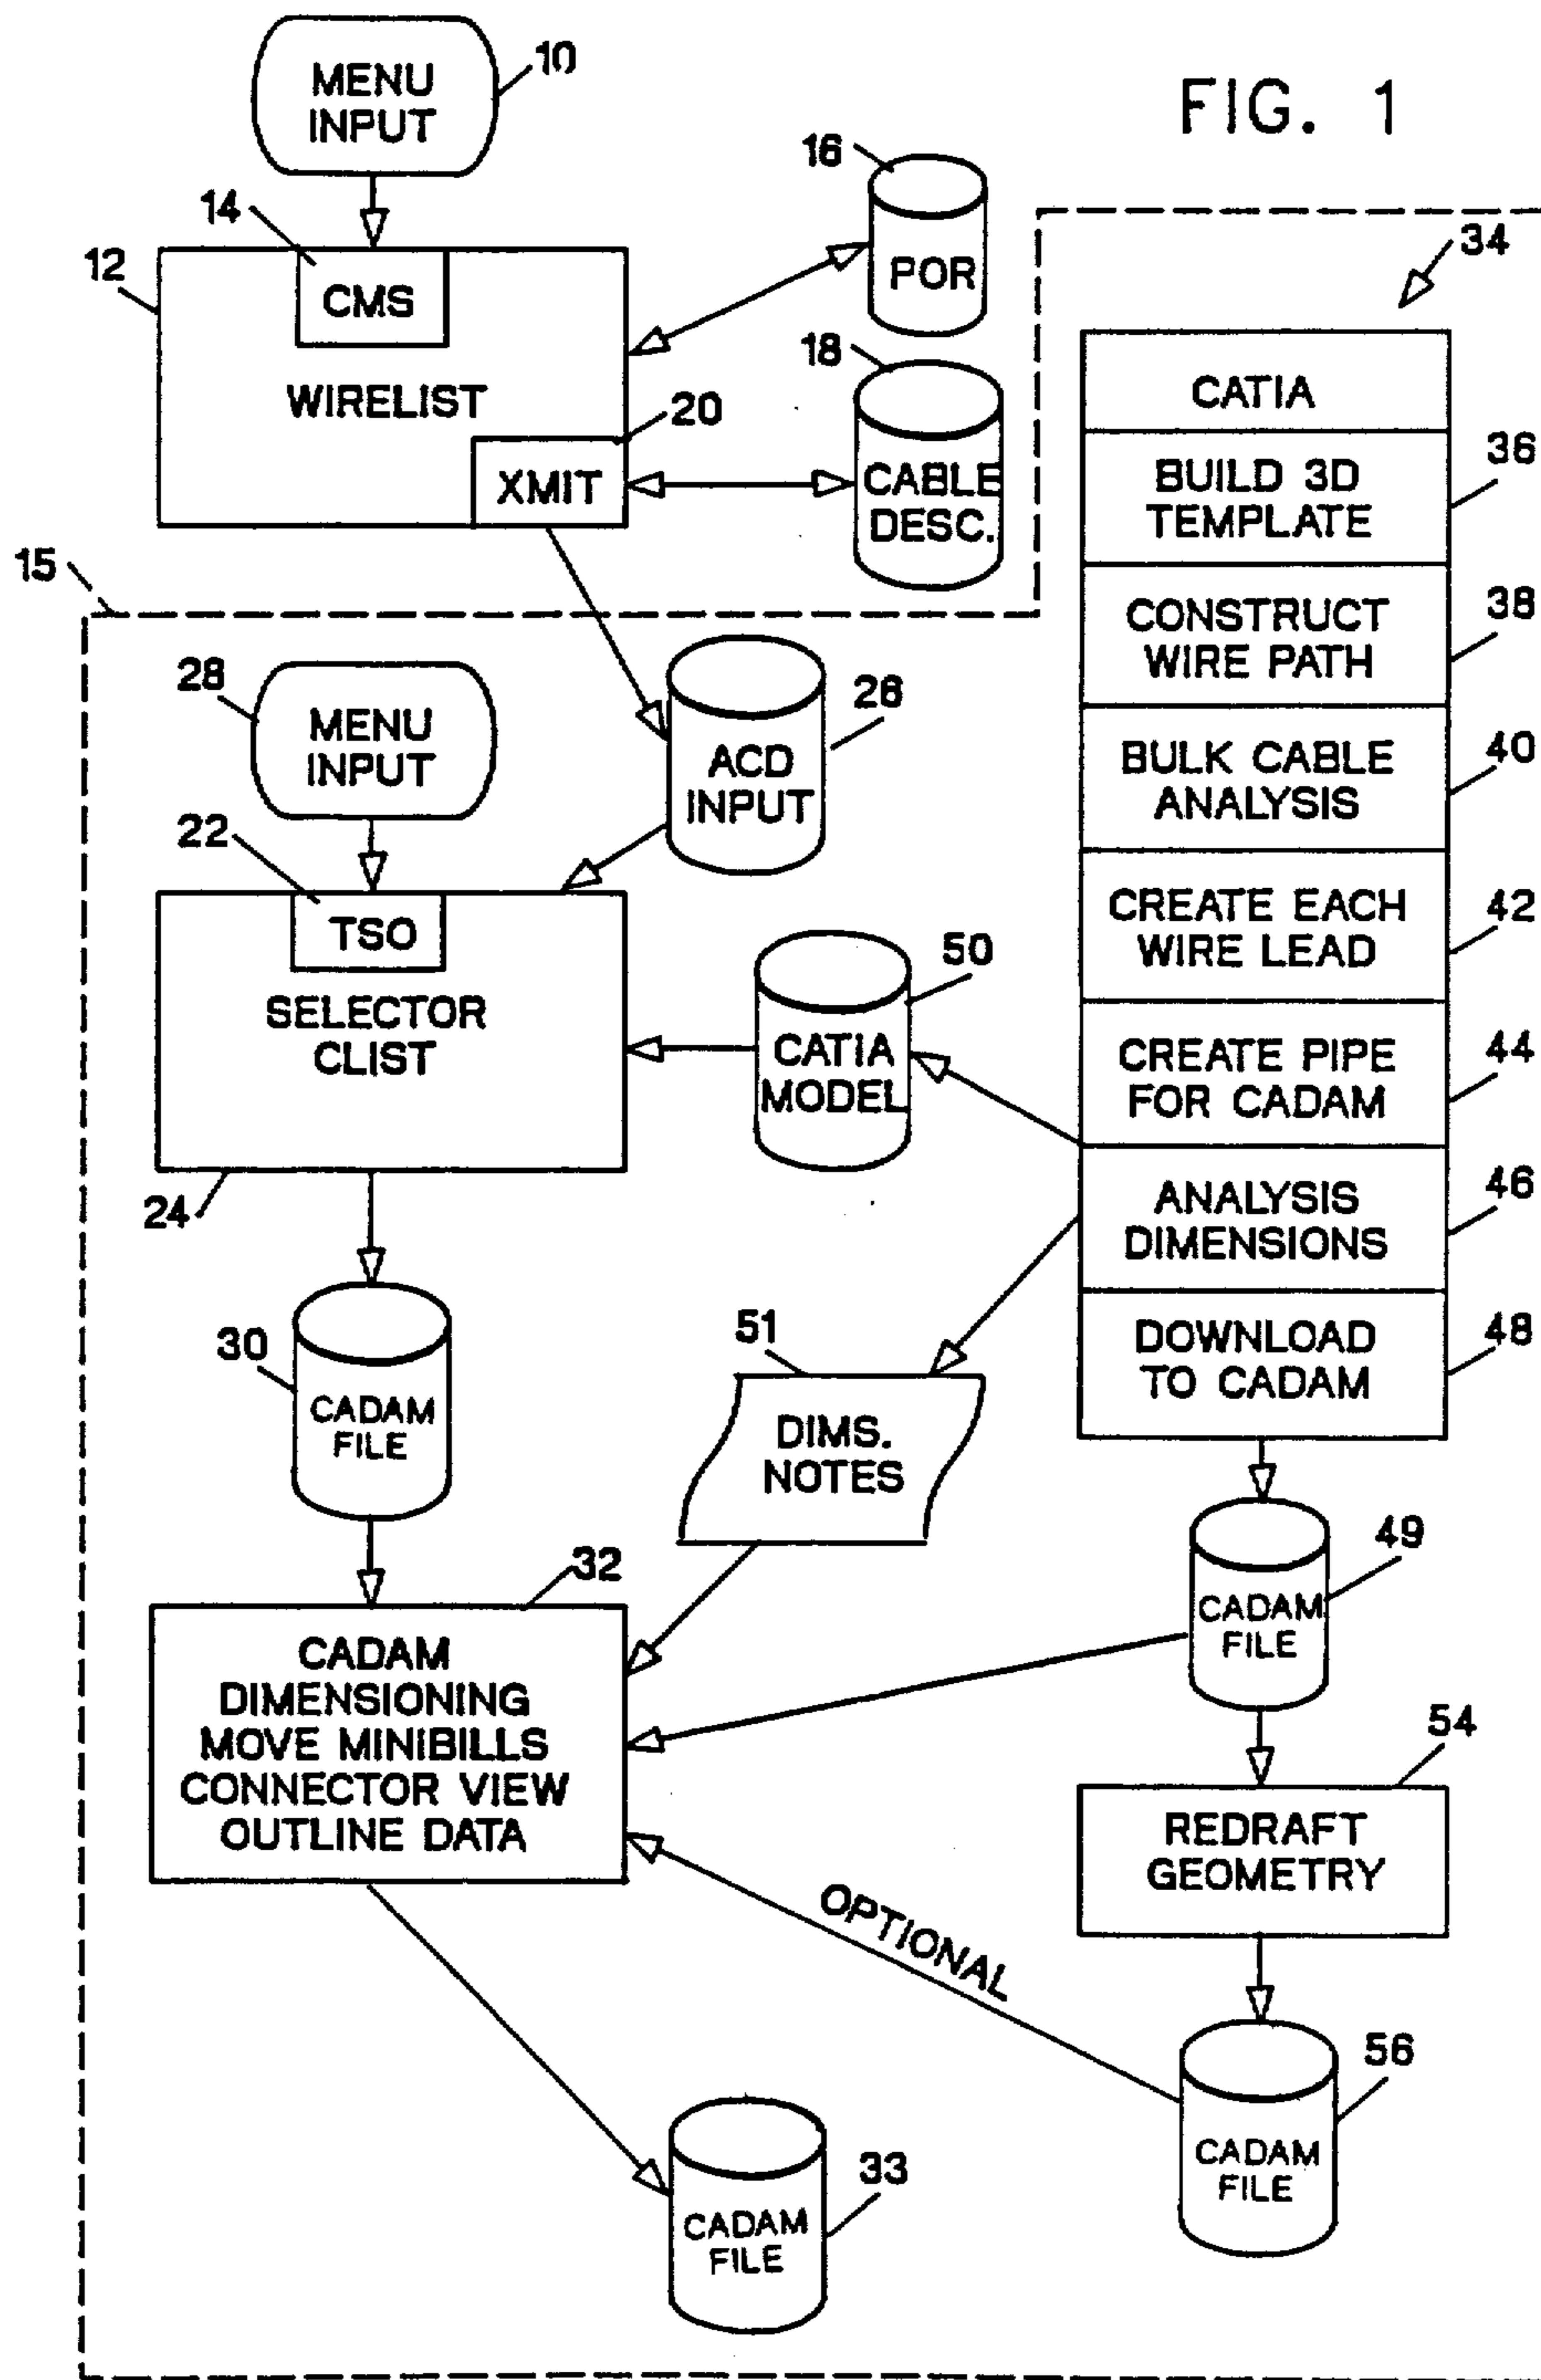 FIG. 1
MENU
INPUT
10
14
12
CMS
WIRELIST
20
XMIT
16
POR
18
CABLE
DESC.
15
34
CATIA
BUILD 3D
TEMPLATE
36
CONSTRUCT
WIRE PATH
38
BULK CABLE
ANALYSIS
40
CREATE EACH
WIRE LEAD
42
CREATE PIPE
FOR CADAM
44
ANALYSIS
DIMENSIONS
46
DOWNLOAD
TO CADAM
48
28
MENU
INPUT
26
ACD
INPUT
22
TSO
SELECTOR
CLIST
24
50
CATIA
MODEL
30
CADAM
FILE
51
DIMS.
NOTES
49
CADAM
FILE
32
CADAM
DIMENSIONING
MOVE MINIBILLS
CONNECTOR VIEW
OUTLINE DATA
54
REDRAFT
GEOMETRY
OPTIONAL
56
CADAM
FILE
33
CADAM
FILE